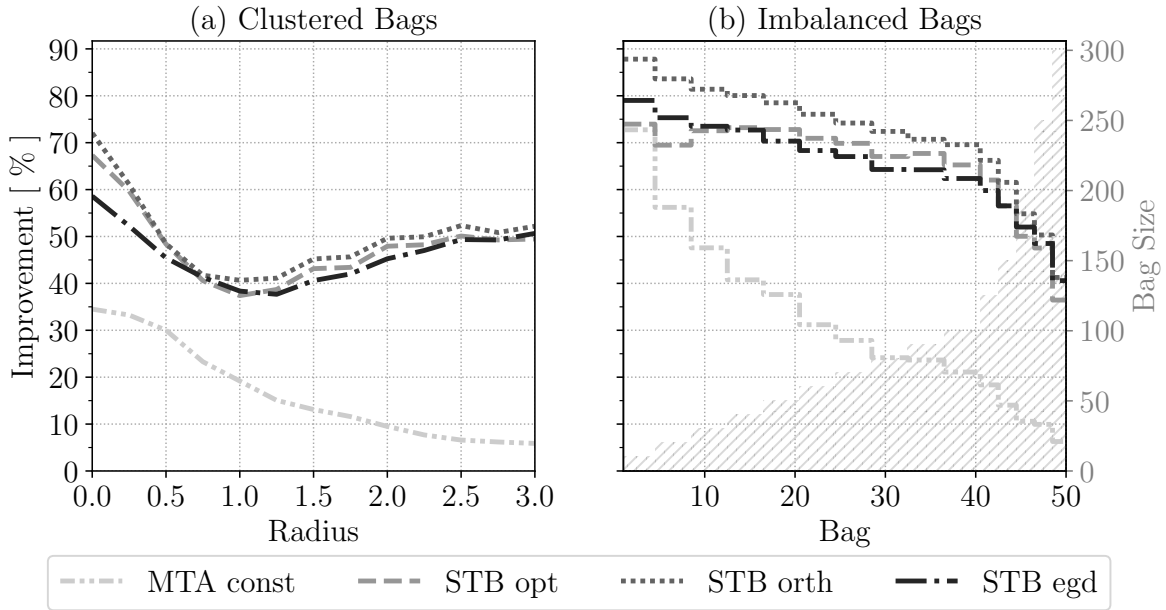 (a) Clustered Bags
(b) Imbalanced Bags
Improvement [ % ]
90
80
70
60
50
40
30
20
10
0
0.0 0.5 1.0 1.5 2.0 2.5 3.0
Radius
10 20 30 40 50
Bag
300
250
200
150
100
50
0
Bag Size
MTA const STB opt STB orth STB egd